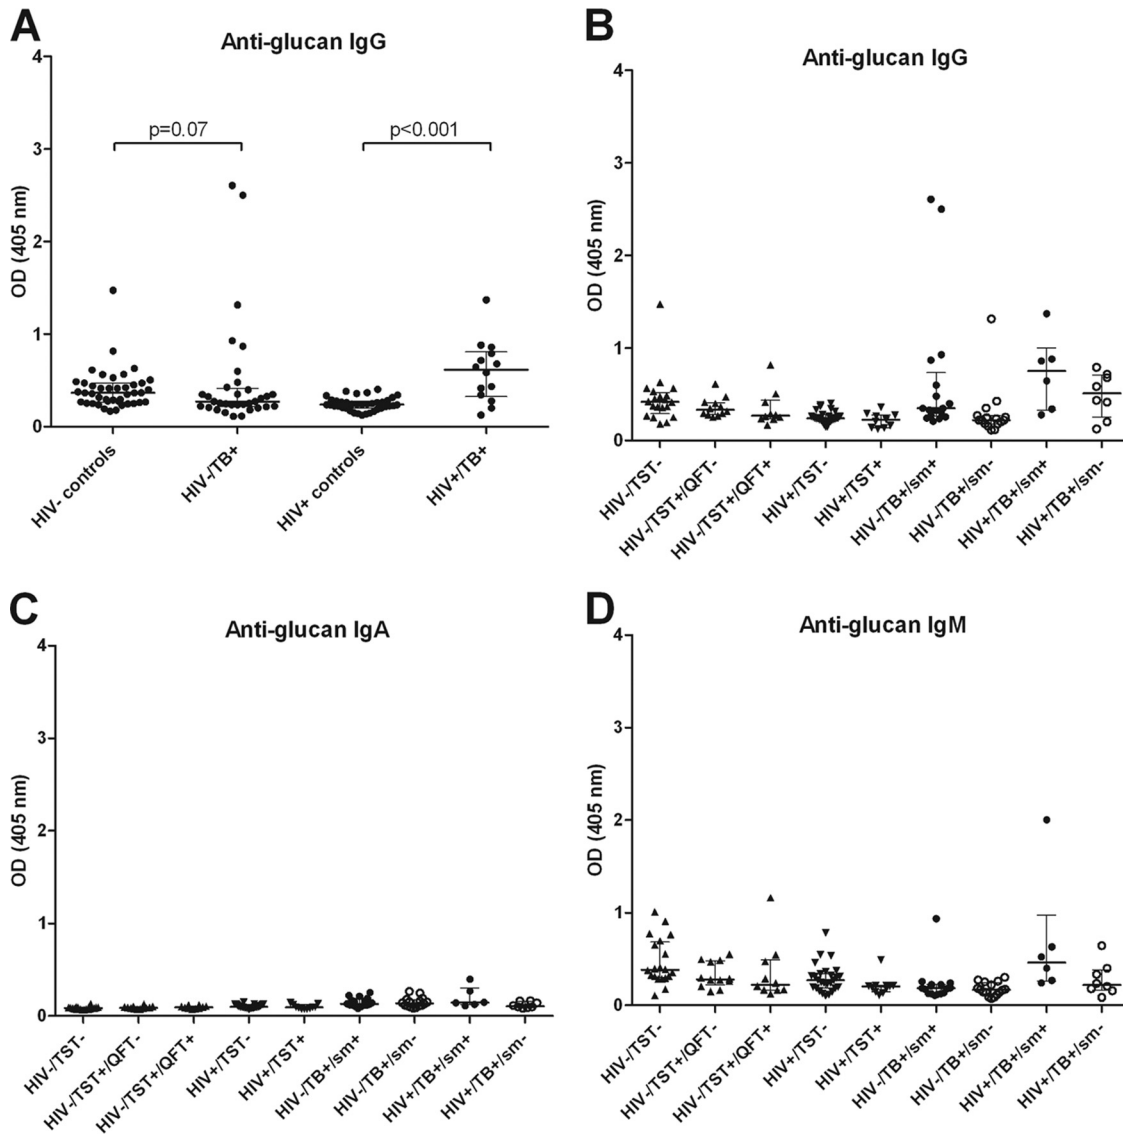 A
Anti-glucan IgG
4
3
2
1
0
OD (405 nm)
p=0.07
p<0.001
HIV- controls
HIV-/TB+
HIV+ controls
HIV+/TB+
B
Anti-glucan IgG
4
3
2
1
0
OD (405 nm)
HIV-/TST-
HIV-/TST+/QFT-
HIV-/TST+/QFT+
HIV+/TST-
HIV+/TST+
HIV-/TB+/sm+
HIV-/TB+/sm-
HIV+/TB+/sm+
HIV+/TB+/sm-
C
Anti-glucan IgA
4
3
2
1
0
OD (405 nm)
HIV-/TST-
HIV-/TST+/QFT-
HIV-/TST+/QFT+
HIV+/TST-
HIV+/TST+
HIV-/TB+/sm+
HIV-/TB+/sm-
HIV+/TB+/sm+
HIV+/TB+/sm-
D
Anti-glucan IgM
4
3
2
1
0
OD (405 nm)
HIV-/TST-
HIV-/TST+/QFT-
HIV-/TST+/QFT+
HIV+/TST-
HIV+/TST+
HIV-/TB+/sm+
HIV-/TB+/sm-
HIV+/TB+/sm+
HIV+/TB+/sm-